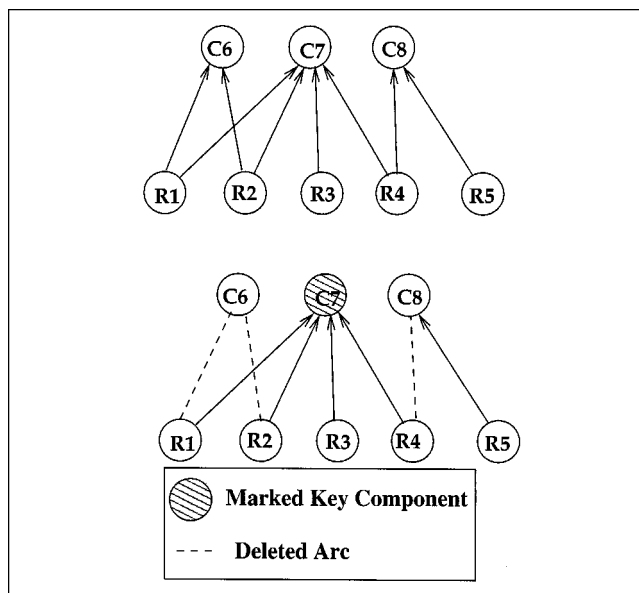 C6 C7 C8
R1 R2 R3 R4 R5
C6 C7 C8
R1 R2 R3 R4 R5
Marked Key Component
Deleted Arc